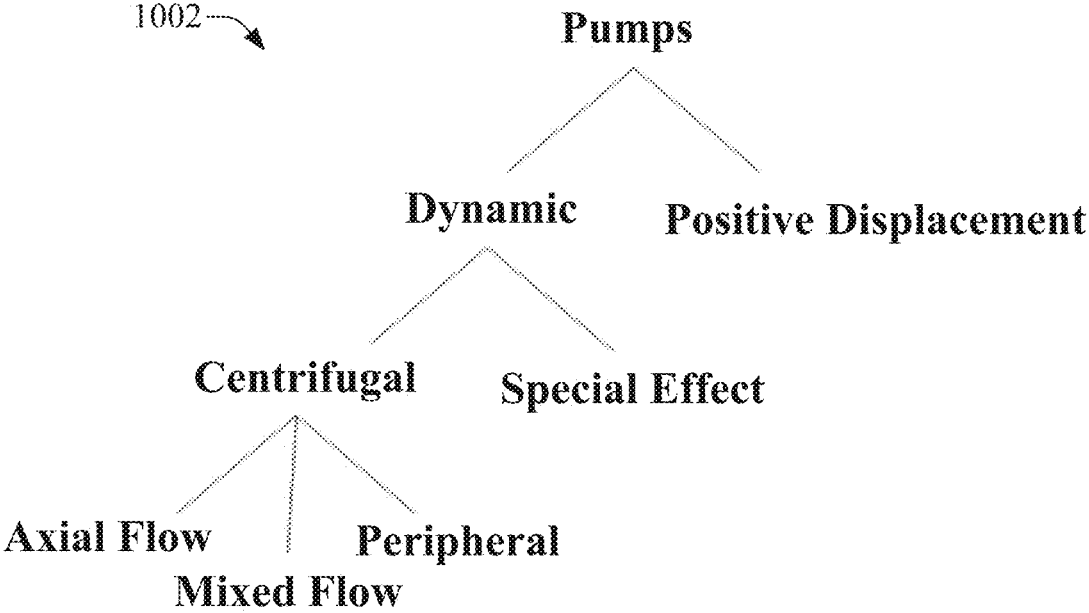 1002
Pumps
Dynamic
Positive Displacement
Centrifugal
Special Effect
Axial Flow
Peripheral
Mixed Flow